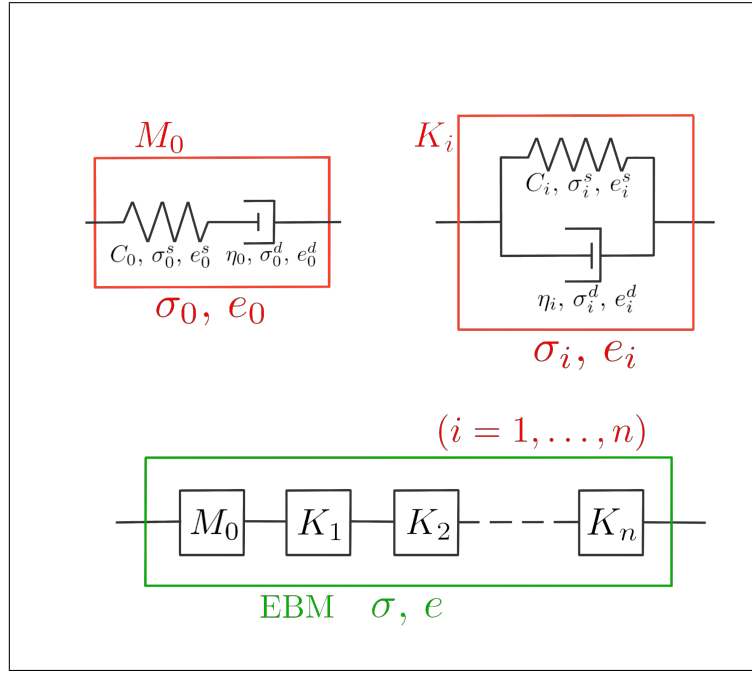 M₀
C₀, σ₀ˢ, e₀ˢ
η₀, σ₀ᵈ, e₀ᵈ
σ₀, e₀
Kᵢ
Cᵢ, σᵢˢ, eᵢˢ
ηᵢ, σᵢᵈ, eᵢᵈ
σᵢ, eᵢ
(i = 1, . . . , n)
M₀
K₁
K₂
Kₙ
EBM σ, e